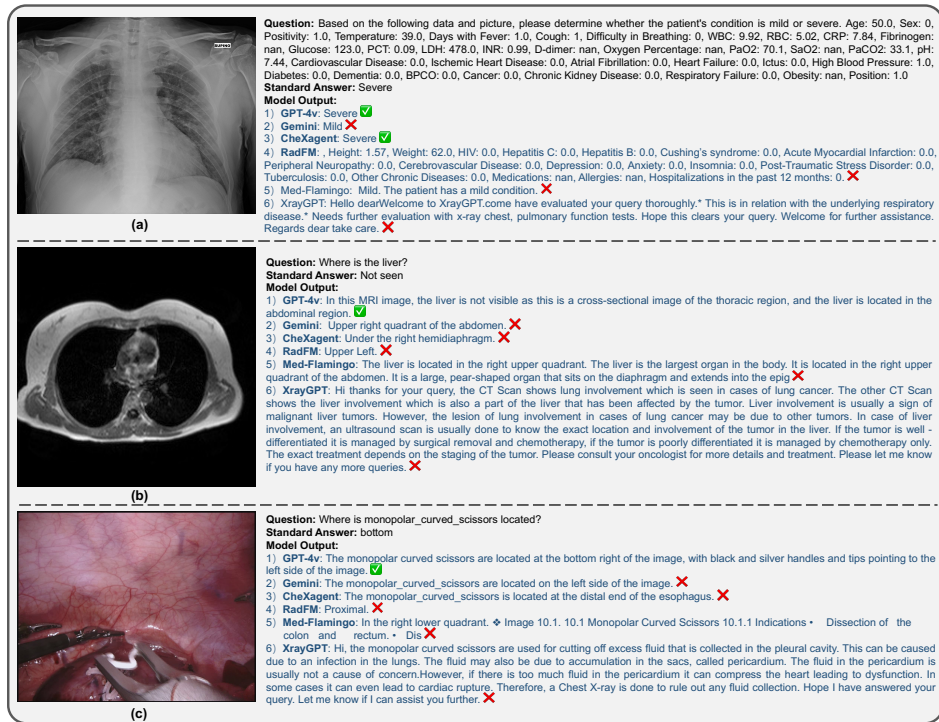 SUPINO
Question: Based on the following data and picture, please determine whether the patient's condition is mild or severe. Age: 50.0, Sex: 0,
Positivity: 1.0, Temperature: 39.0, Days with Fever: 1.0, Cough: 1, Difficulty in Breathing: 0, WBC: 9.92, RBC: 5.02, CRP: 7.84, Fibrinogen:
nan, Glucose: 123.0, PCT: 0.09, LDH: 478.0, INR: 0.99, D-dimer: nan, Oxygen Percentage: nan, PaO2: 70.1, SaO2: nan, PaCO2: 33.1, pH:
7.44, Cardiovascular Disease: 0.0, Ischemic Heart Disease: 0.0, Atrial Fibrillation: 0.0, Heart Failure: 0.0, Ictus: 0.0, High Blood Pressure: 1.0,
Diabetes: 0.0, Dementia: 0.0, BPCO: 0.0, Cancer: 0.0, Chronic Kidney Disease: 0.0, Respiratory Failure: 0.0, Obesity: nan, Position: 1.0
Standard Answer: Severe
Model Output:
1) GPT-4v: Severe
2) Gemini: Mild
3) CheXagent: Severe
4) RadFM: , Height: 1.57, Weight: 62.0, HIV: 0.0, Hepatitis C: 0.0, Hepatitis B: 0.0, Cushing's syndrome: 0.0, Acute Myocardial Infarction: 0.0,
Peripheral Neuropathy: 0.0, Cerebrovascular Disease: 0.0, Depression: 0.0, Anxiety: 0.0, Insomnia: 0.0, Post-Traumatic Stress Disorder: 0.0,
Tuberculosis: 0.0, Other Chronic Diseases: 0.0, Medications: nan, Allergies: nan, Hospitalizations in the past 12 months: 0.
5) Med-Flamingo: Mild. The patient has a mild condition.
6) XrayGPT: Hello dearWelcome to XrayGPT.come have evaluated your query thoroughly.* This is in relation with the underlying respiratory
disease.* Needs further evaluation with x-ray chest, pulmonary function tests. Hope this clears your query. Welcome for further assistance.
Regards dear take care.
(a)
Question: Where is the liver?
Standard Answer: Not seen
Model Output:
1) GPT-4v: In this MRI image, the liver is not visible as this is a cross-sectional image of the thoracic region, and the liver is located in the
abdominal region.
2) Gemini: Upper right quadrant of the abdomen.
3) CheXagent: Under the right hemidiaphragm.
4) RadFM: Upper Left.
5) Med-Flamingo: The liver is located in the right upper quadrant. The liver is the largest organ in the body. It is located in the right upper
quadrant of the abdomen. It is a large, pear-shaped organ that sits on the diaphragm and extends into the epig
6) XrayGPT: Hi thanks for your query, the CT Scan shows lung involvement which is seen in cases of lung cancer. The other CT Scan
shows the liver involvement which is also a part of the liver that has been affected by the tumor. Liver involvement is usually a sign of
malignant liver tumors. However, the lesion of lung involvement in cases of lung cancer may be due to other tumors. In case of liver
involvement, an ultrasound scan is usually done to know the exact location and involvement of the tumor in the liver. If the tumor is well -
differentiated it is managed by surgical removal and chemotherapy, if the tumor is poorly differentiated it is managed by chemotherapy only.
The exact treatment depends on the staging of the tumor. Please consult your oncologist for more details and treatment. Please let me know
if you have any more queries.
(b)
Question: Where is monopolar_curved_scissors located?
Standard Answer: bottom
Model Output:
1) GPT-4v: The monopolar curved scissors are located at the bottom right of the image, with black and silver handles and tips pointing to the
left side of the image.
2) Gemini: The monopolar_curved_scissors are located on the left side of the image.
3) CheXagent: The monopolar_curved_scissors is located at the distal end of the esophagus.
4) RadFM: Proximal.
5) Med-Flamingo: In the right lower quadrant. ❖ Image 10.1. 10.1 Monopolar Curved Scissors 10.1.1 Indications • Dissection of the
colon and rectum. • Dis
6) XrayGPT: Hi, the monopolar curved scissors are used for cutting off excess fluid that is collected in the pleural cavity. This can be caused
due to an infection in the lungs. The fluid may also be due to accumulation in the sacs, called pericardium. The fluid in the pericardium is
usually not a cause of concern.However, if there is too much fluid in the pericardium it can compress the heart leading to dysfunction. In
some cases it can even lead to cardiac rupture. Therefore, a Chest X-ray is done to rule out any fluid collection. Hope I have answered your
query. Let me know if I can assist you further.
(c)